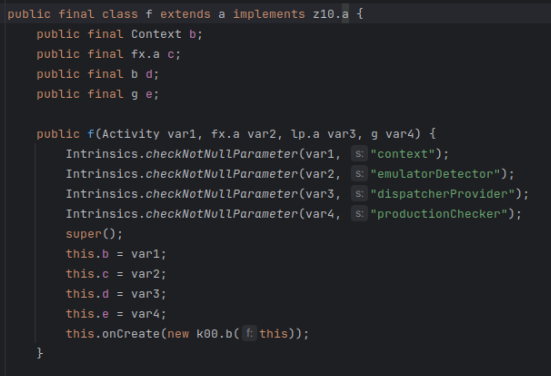 public final class f extends a implements z10.a {
public final Context b;
public final fx.a c;
public final b d;
public final g e;
public f(Activity var1, fx.a var2, lp.a var3, g var4) {
Intrinsics.checkNotNullParameter(var1, s: "context");
Intrinsics.checkNotNullParameter(var2, s: "emulatorDetector");
Intrinsics.checkNotNullParameter(var3, s: "dispatcherProvider");
Intrinsics.checkNotNullParameter(var4, s: "productionChecker");
super();
this.b = var1;
this.c = var2;
this.d = var3;
this.e = var4;
this.onCreate(new k00.b( f: this));
}